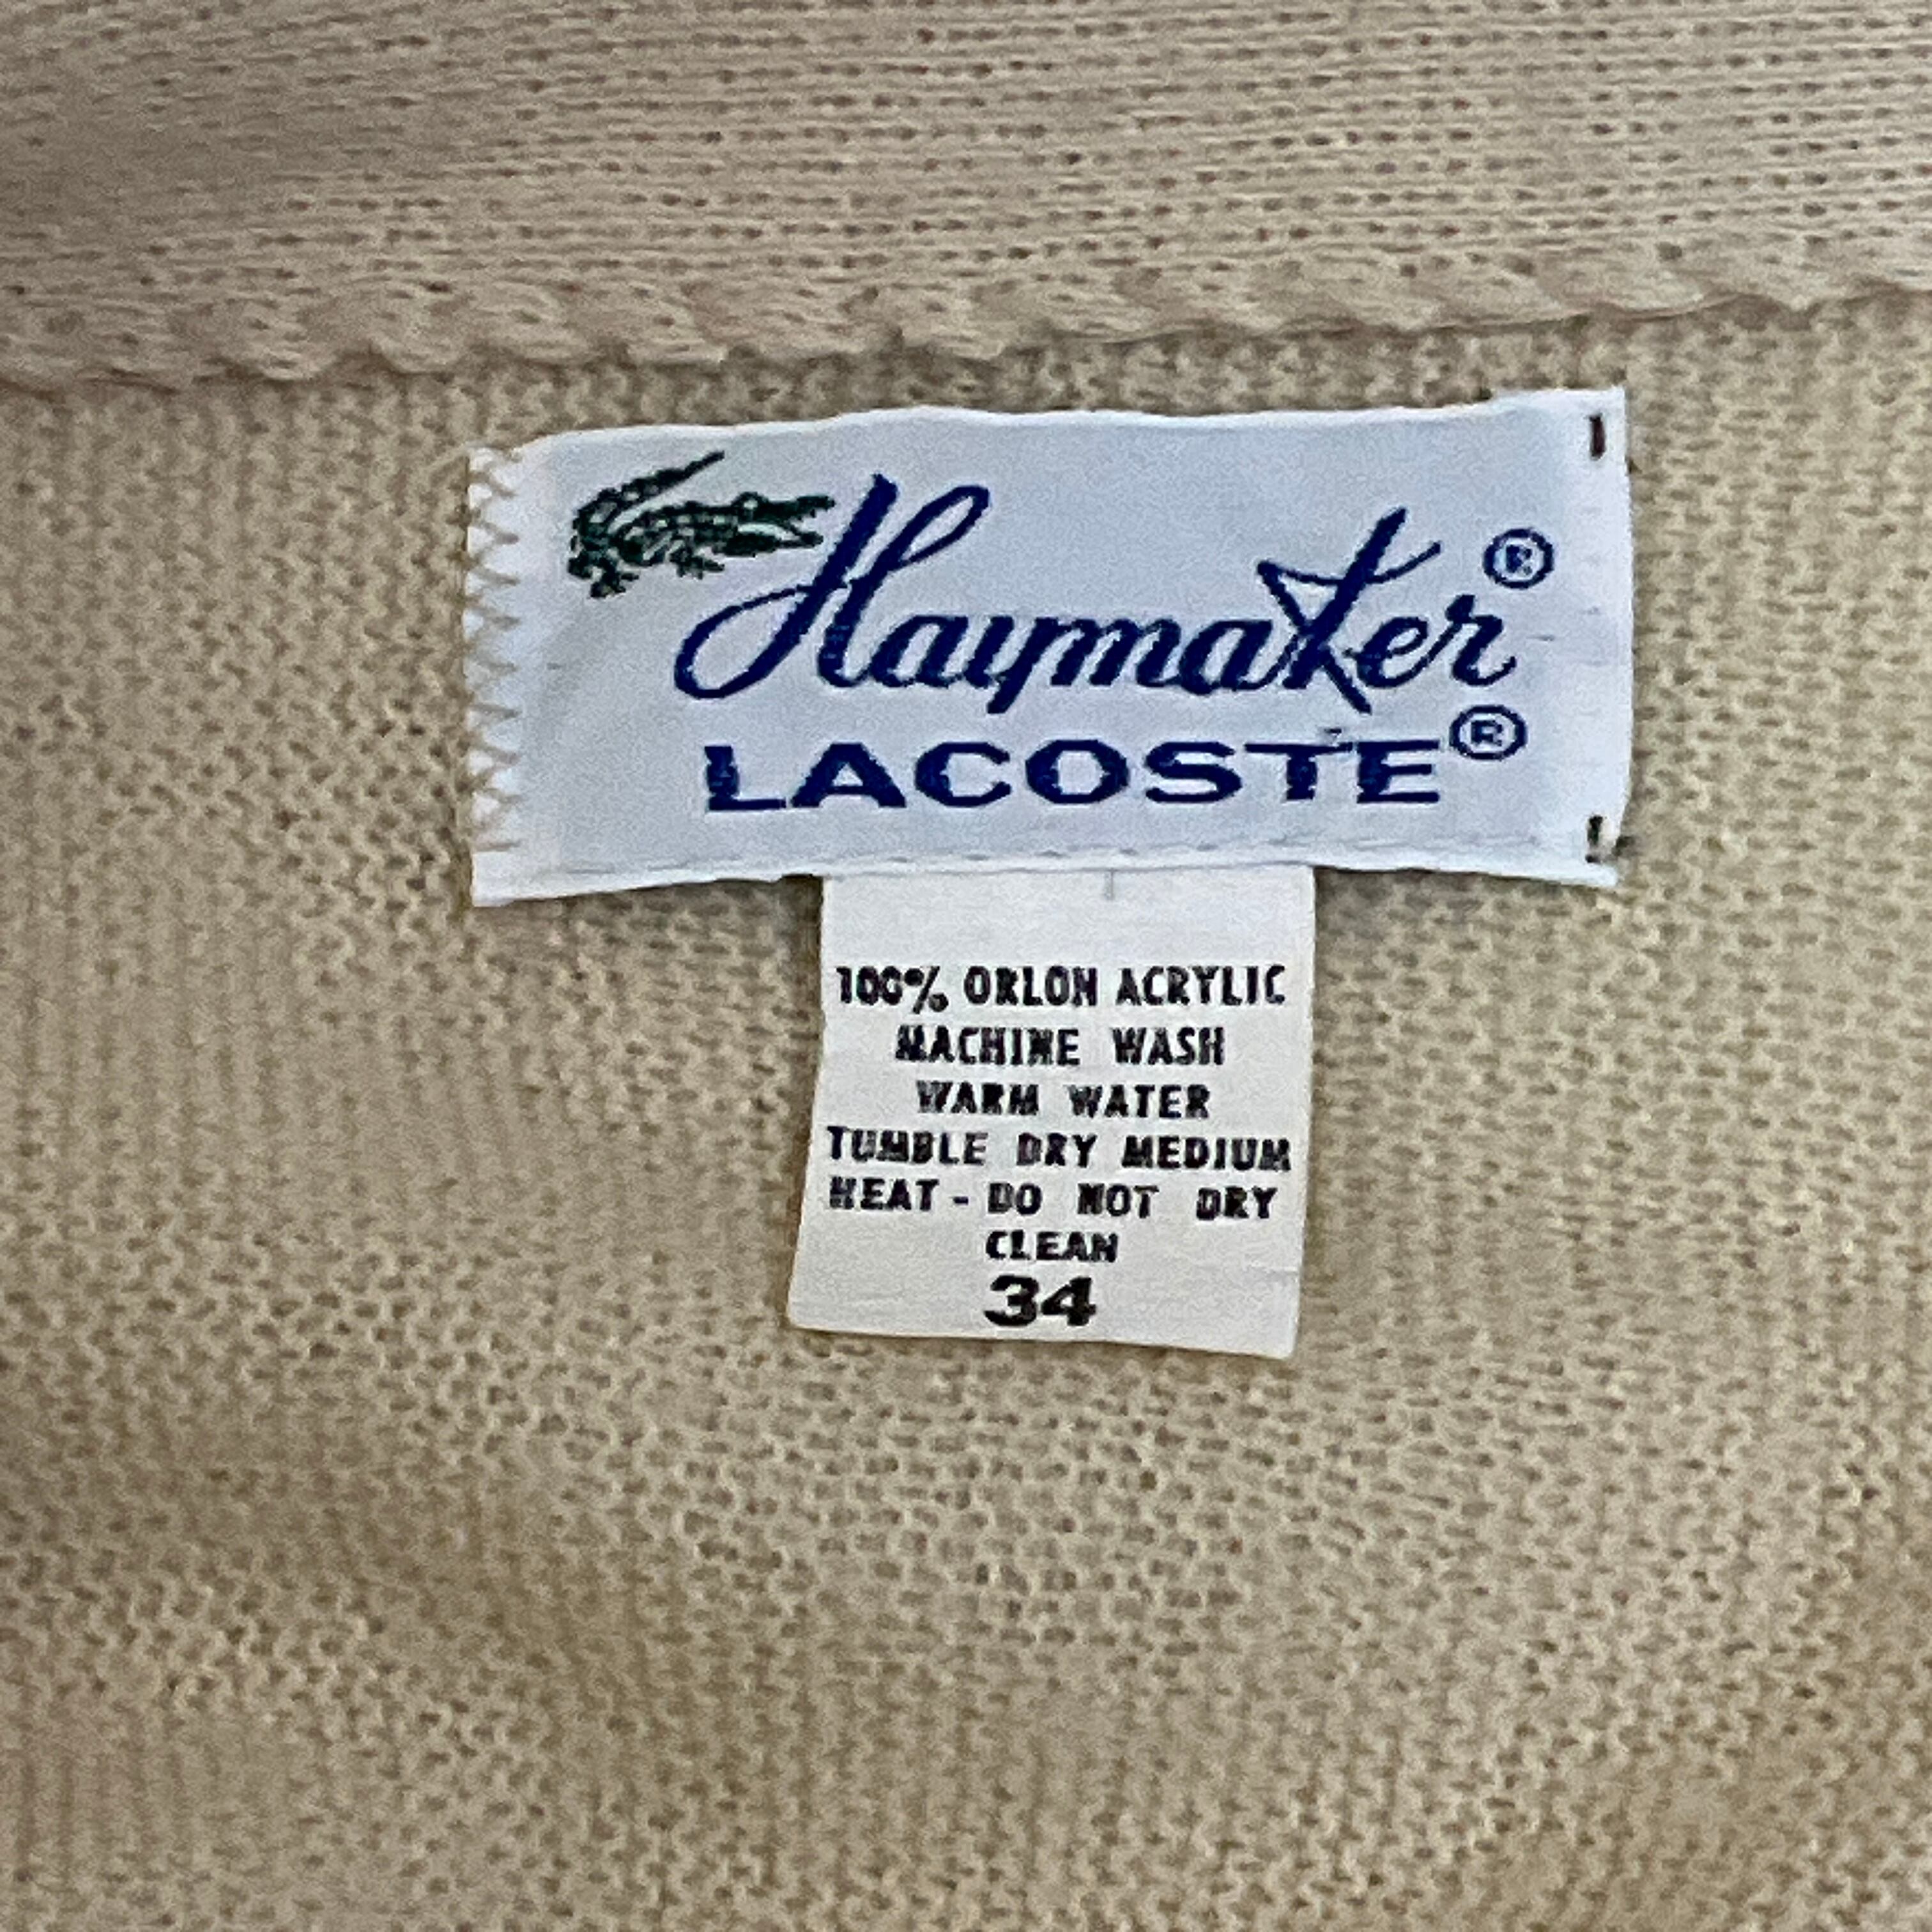 Haymaker®
LACOSTE®
100% ORLON ACRYLIC
MACHINE WASH
WARM WATER
TUMBLE DRY MEDIUM
HEAT - DO NOT DRY
CLEAN
34